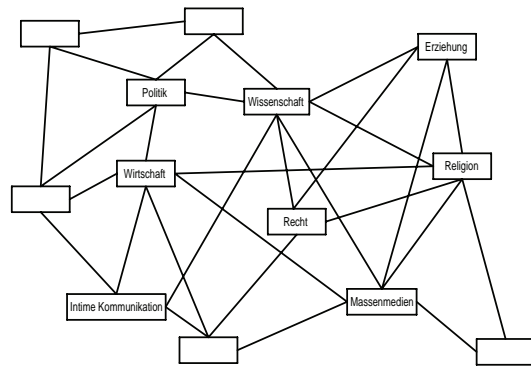 Erziehung
Politik
Wissenschaft
Wirtschaft
Religion
Recht
Intime Kommunikation
Massenmedien